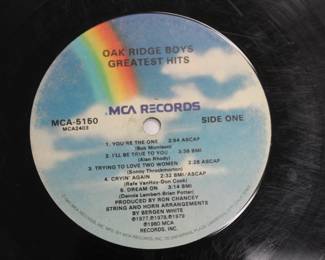 OAK RIDGE BOYS
GREATEST HITS
MCA RECORDS
MCA-5150
MCA2403
SIDE ONE
1. YOU'RE THE ONE 2:54 ASCAP
(Bob Morrison)
2. I'LL BE TRUE TO YOU 3:36 BMI
(Alan Rhody)
3. TRYING TO LOVE TWO WOMEN 2:28 ASCAP
(Sonny Throckmorton)
4. CRYIN' AGAIN 2:32 BMI/ASCAP
(Rafe VanHoy-Don Cook)
5. DREAM ON 3:14 BMI
(Dennis Lambert-Brian Potter)
PRODUCED BY RON CHANCEY
STRING AND HORN ARRANGEMENTS
BY BERGEN WHITE
℗1977,℗1978,℗1979
©1980 MCA
RECORDS, INC.